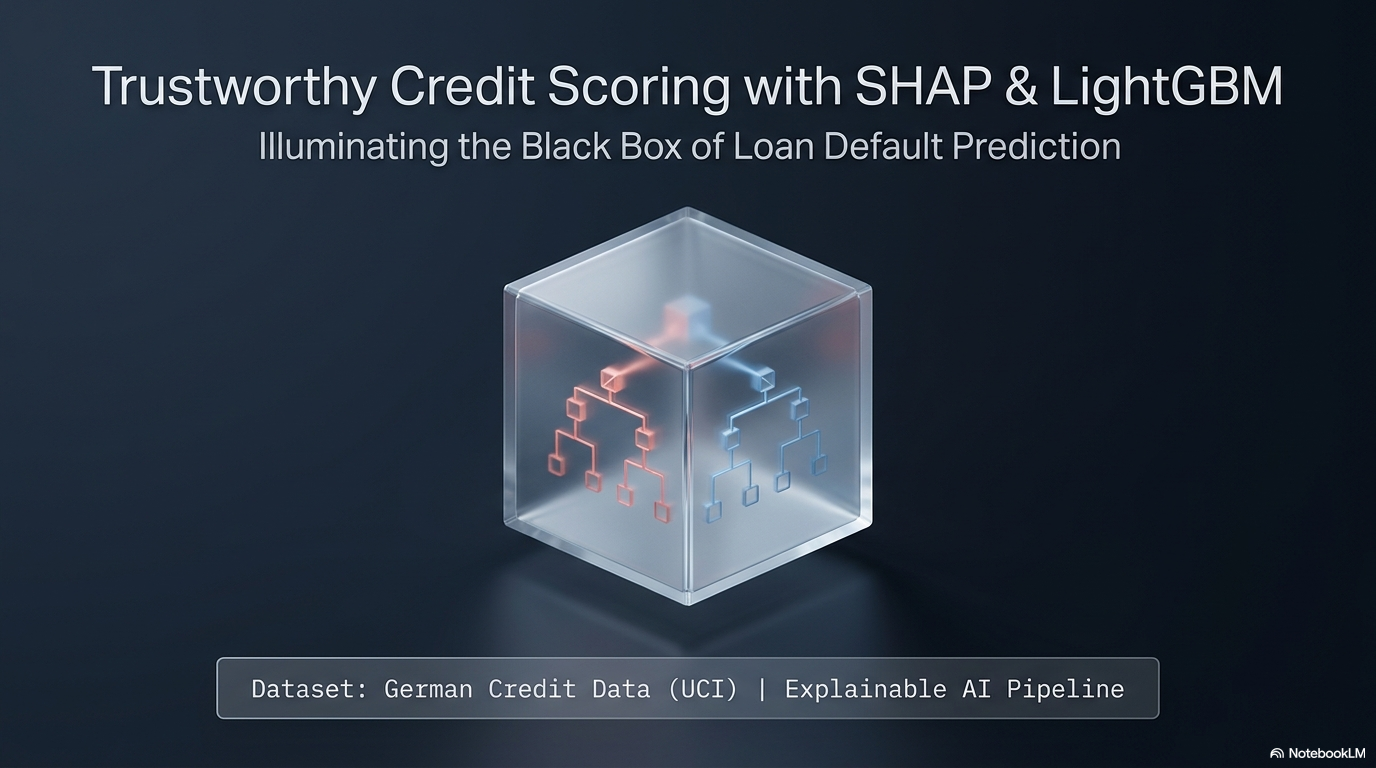 Trustworthy Credit Scoring with SHAP & LightGBM
Illuminating the Black Box of Loan Default Prediction
Dataset: German Credit Data (UCI) | Explainable AI Pipeline
NotebookLM